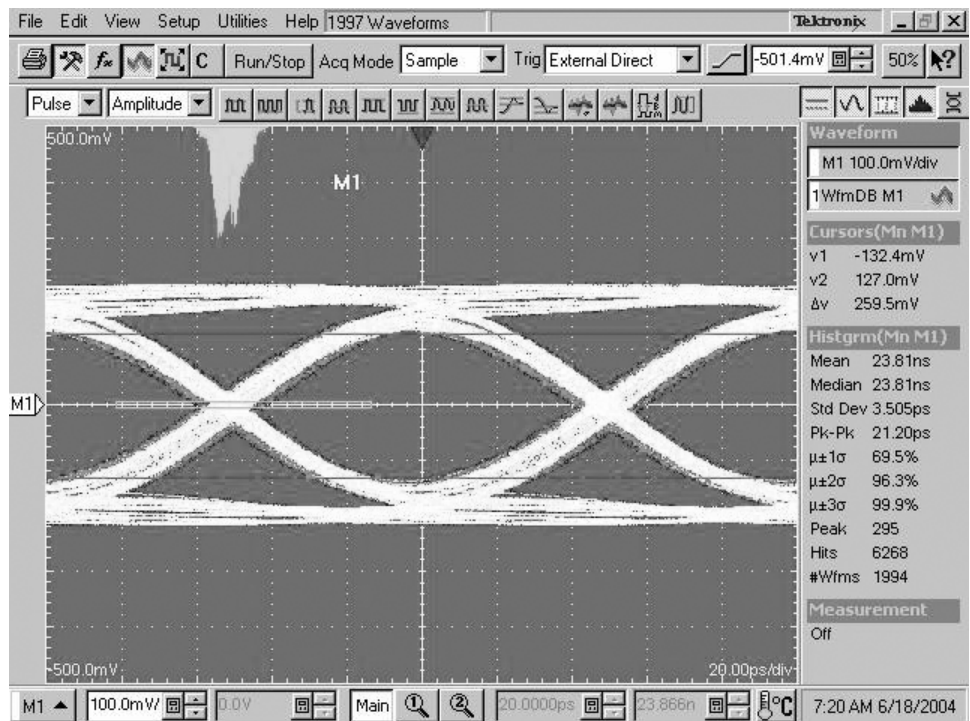 File Edit View Setup Utilities Help 1997 Waveforms Tektronix
Run/Stop Acq Mode Sample Trig External Direct -501.4mV 50%
Pulse Amplitude
500.0mV
M1
M1
-500.0mV
20.00ps/div
Waveform
M1 100.0mV/div
1 WfmDB M1
Cursors(Mn M1)
v1 -132.4mV
v2 127.0mV
Δv 259.5mV
Histgrm(Mn M1)
Mean 23.81ns
Median 23.81ns
Std Dev 3.505ps
Pk-Pk 21.20ps
μ±1σ 69.5%
μ±2σ 96.3%
μ±3σ 99.9%
Peak 295
Hits 6268
#Wfms 1994
Measurement
Off
M1 100.0mV/ 0.0V Main 1 2 20.0000ps 23.866n °C 7:20 AM 6/18/2004